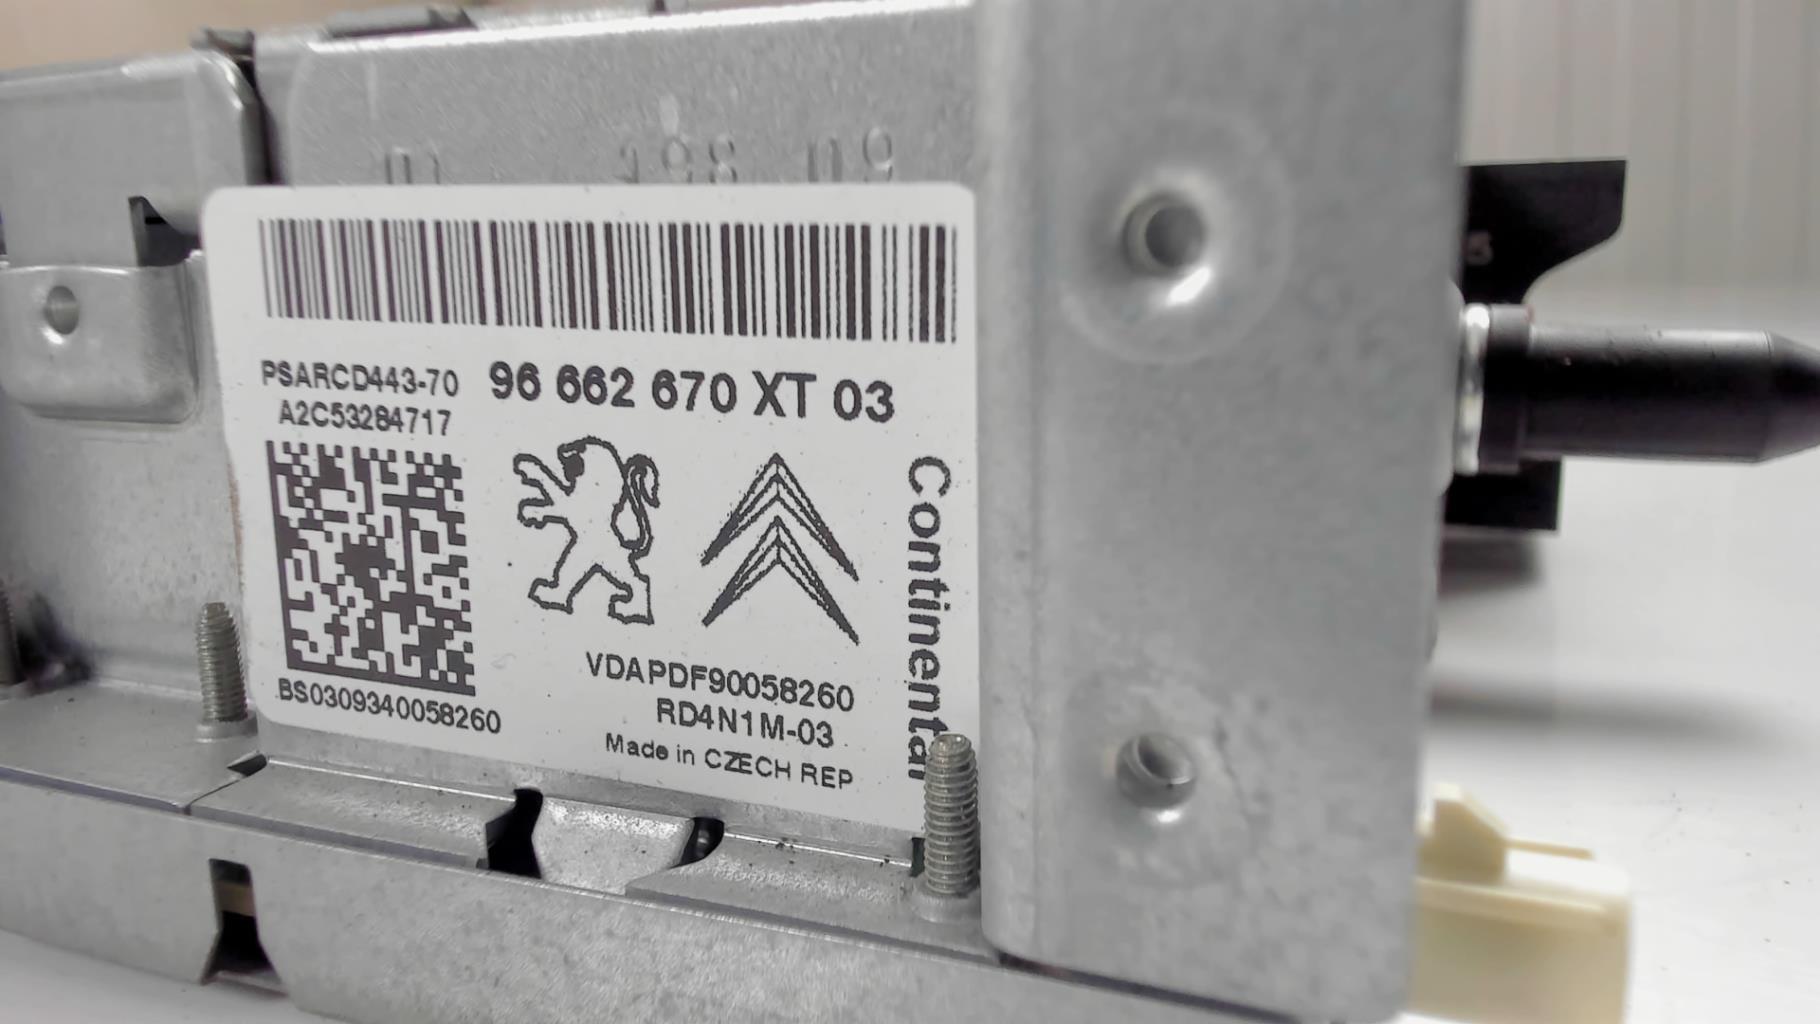 PSARCD443-70
96 662 670 XT 03
A2C53284717
Continental
VDAPDF90058260
RD4N1M-03
BS0309340058260
Made in CZECH REP